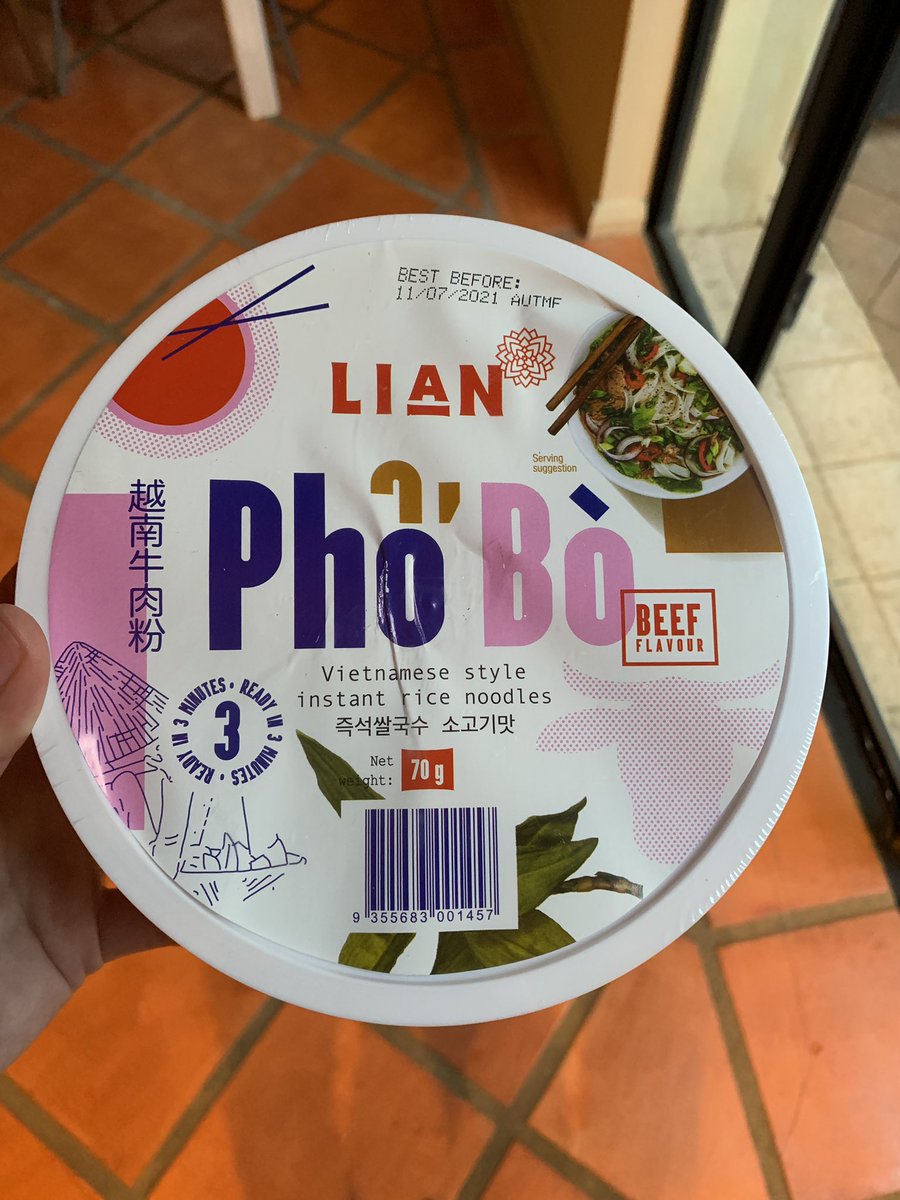 BEST BEFORE:
11/07/2021 AUTMF
LIAN
Serving
suggestion
越南牛肉粉
Phở Bò
BEEF
FLAVOUR
Vietnamese style
instant rice noodles
즉석쌀국수 소고기맛
READY IN 3 MINUTES • READY IN 3 MINUTES •
3
Net
weight:
70 g
9 355683 001457